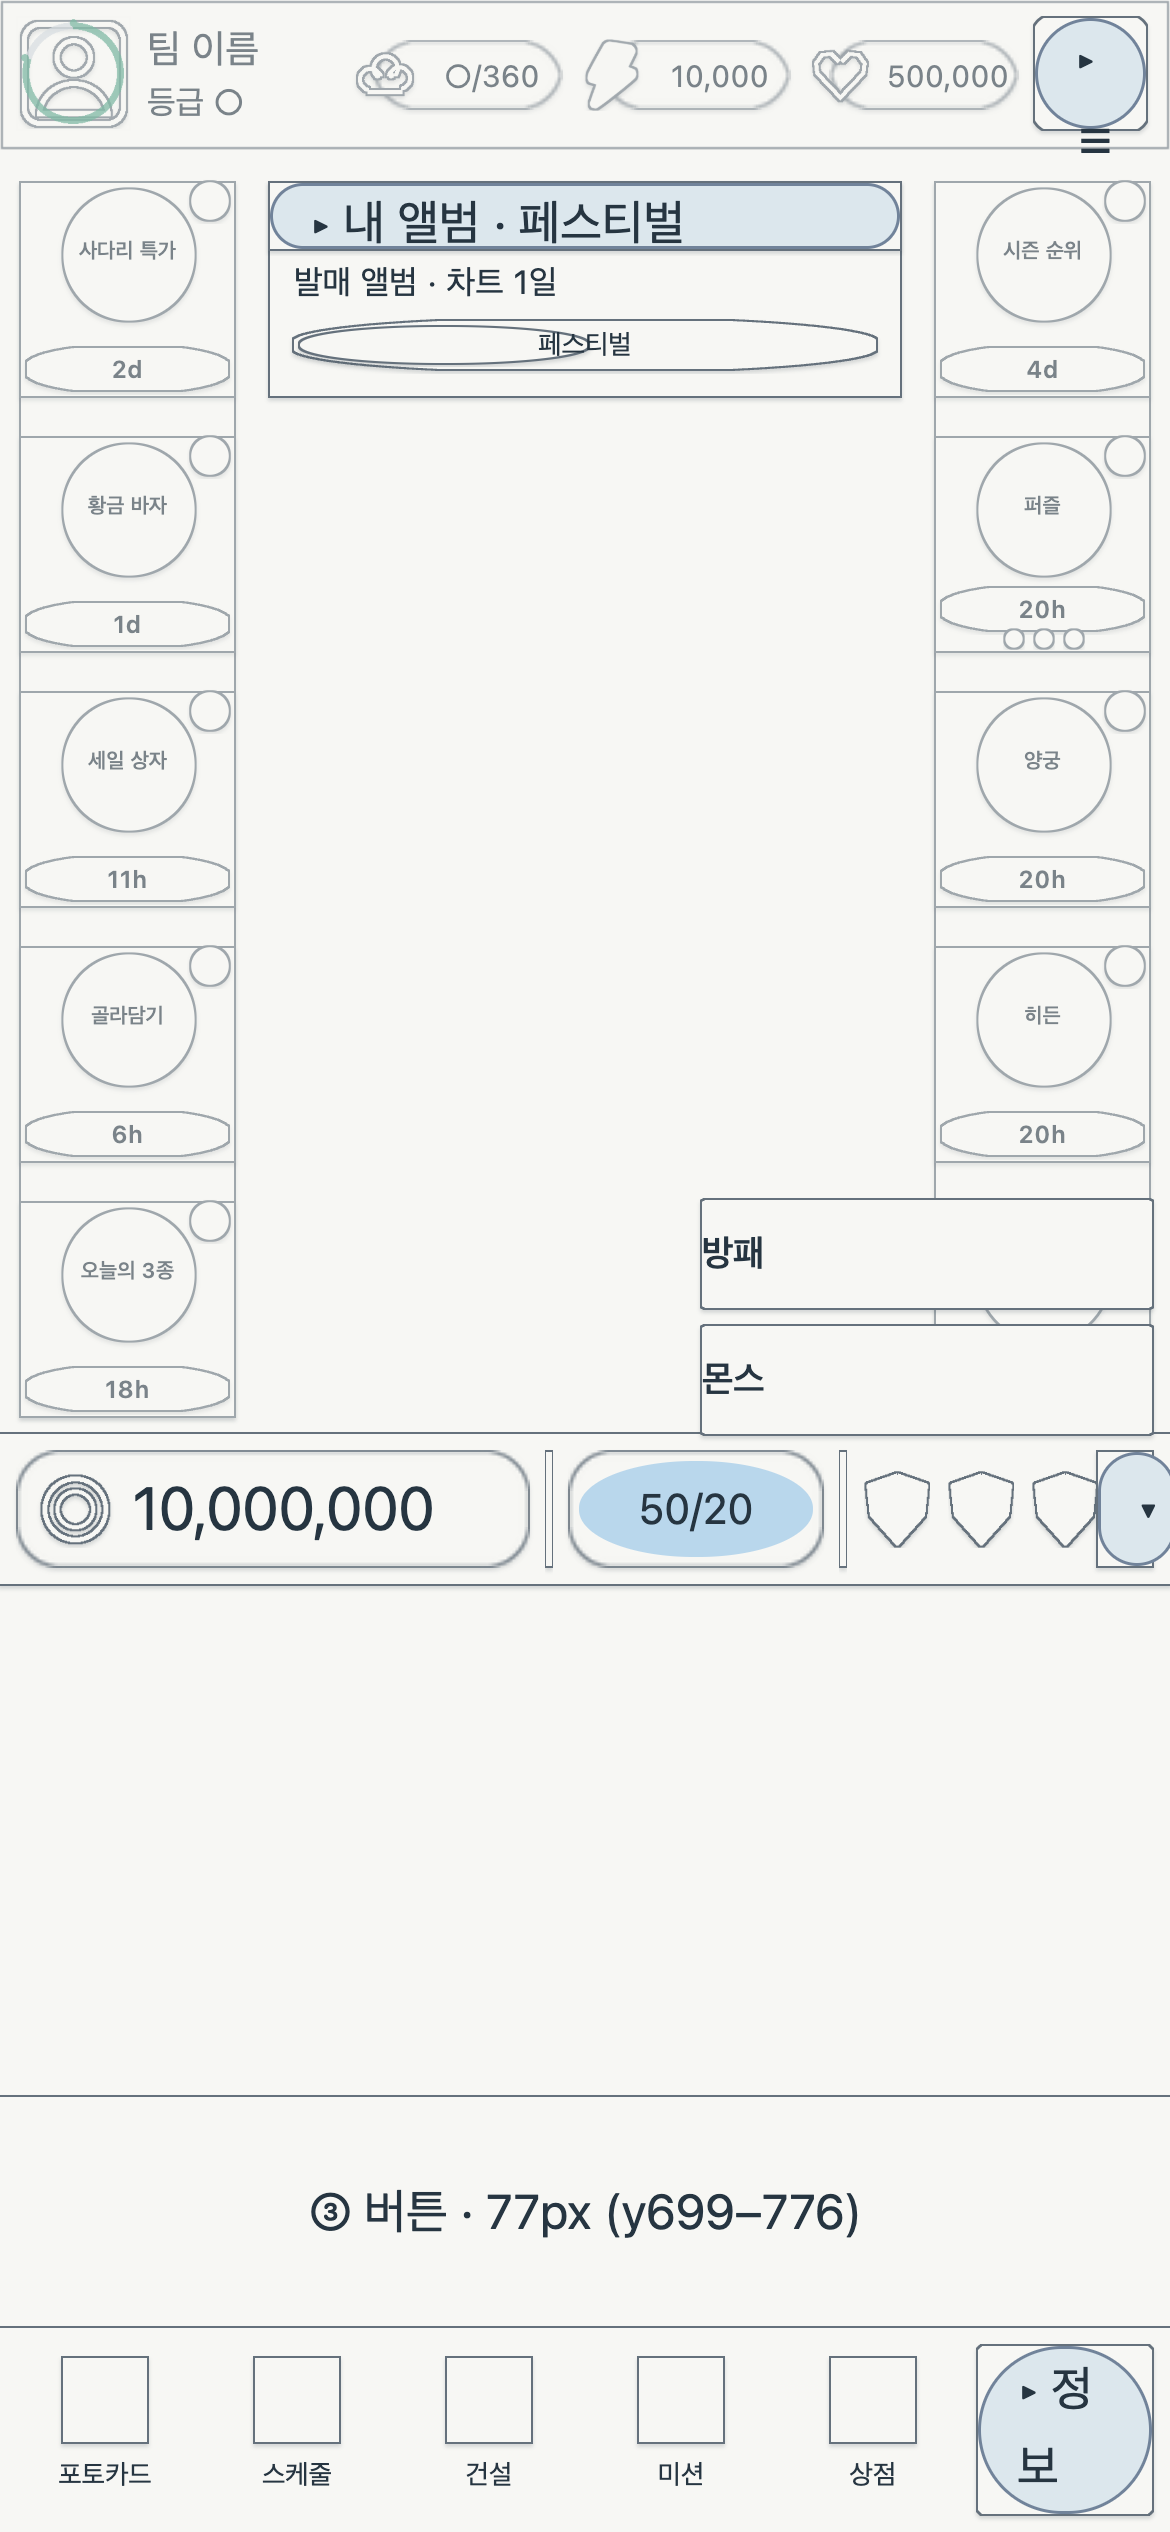 팀 이름
등급 ○
○/360
10,000
500,000
▸
☰
사다리 특가
2d
황금 바자
1d
세일 상자
11h
골라담기
6h
오늘의 3종
18h
▸ 내 앨범 · 페스티벌
발매 앨범 · 차트 1일
페스티벌
시즌 순위
4d
퍼즐
20h
양궁
20h
히든
20h
방패
몬스
10,000,000
50/20
▾
③ 버튼 · 77px (y699–776)
포토카드
스케줄
건설
미션
상점
▸ 정
보